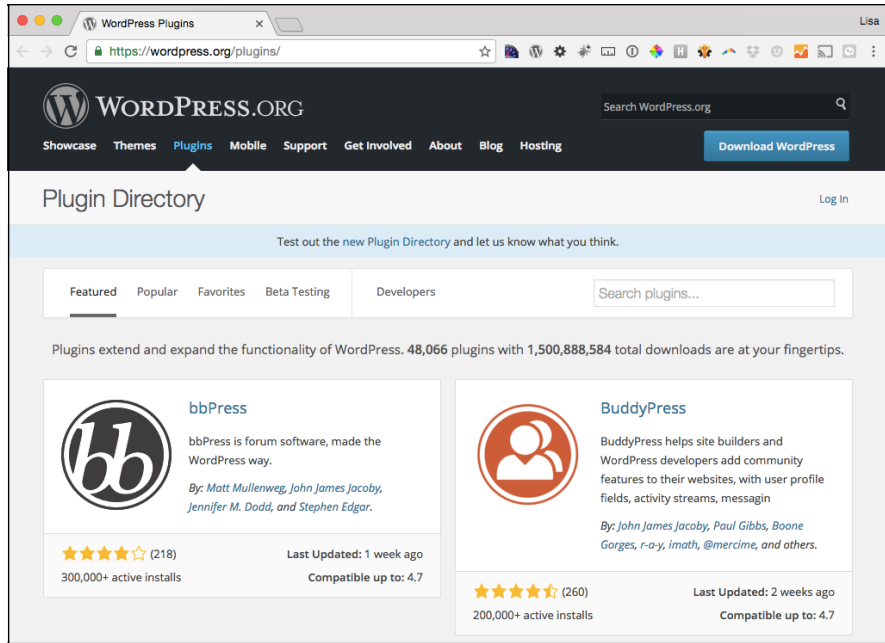 WordPress Plugins
Lisa
https://wordpress.org/plugins/
WORDPRESS.ORG
Search WordPress.org
Showcase Themes Plugins Mobile Support Get Involved About Blog Hosting
Download WordPress
Plugin Directory
Log In
Test out the new Plugin Directory and let us know what you think.
Featured Popular Favorites Beta Testing Developers
Search plugins...
Plugins extend and expand the functionality of WordPress. 48,066 plugins with 1,500,888,584 total downloads are at your fingertips.
bb
bbPress
bbPress is forum software, made the
WordPress way.
By: Matt Mullenweg, John James Jacoby,
Jennifer M. Dodd, and Stephen Edgar.
(218)
Last Updated: 1 week ago
300,000+ active installs
Compatible up to: 4.7
BuddyPress
BuddyPress helps site builders and
WordPress developers add community
features to their websites, with user profile
fields, activity streams, messagin
By: John James Jacoby, Paul Gibbs, Boone
Gorges, r-a-y, imath, @mercime, and others.
(260)
Last Updated: 2 weeks ago
200,000+ active installs
Compatible up to: 4.7